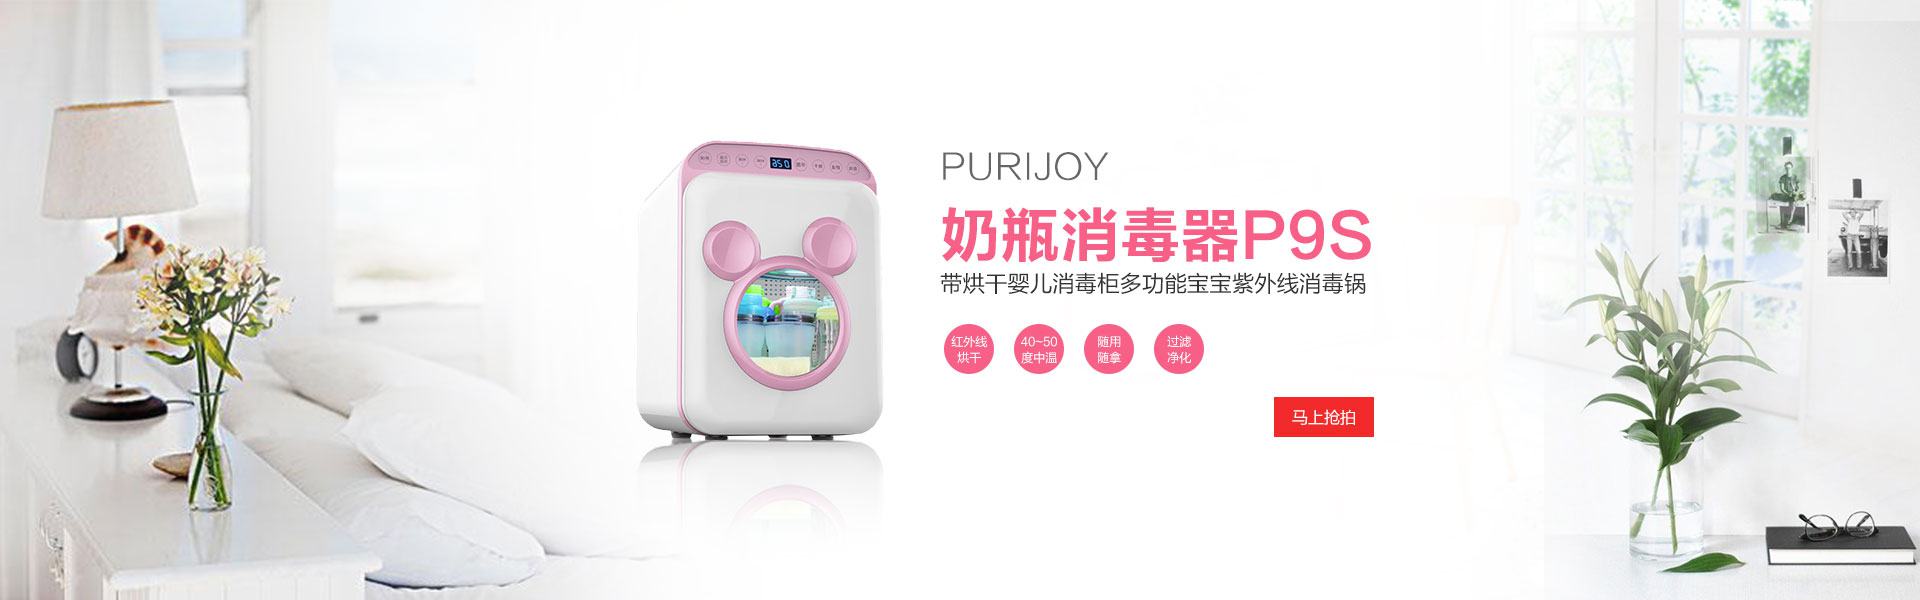 PURIJOY
奶瓶消毒器P9S
带烘干婴儿消毒柜多功能宝宝紫外线消毒锅
红外线
烘干
40~50
度中温
随用
随拿
过滤
净化
马上抢拍